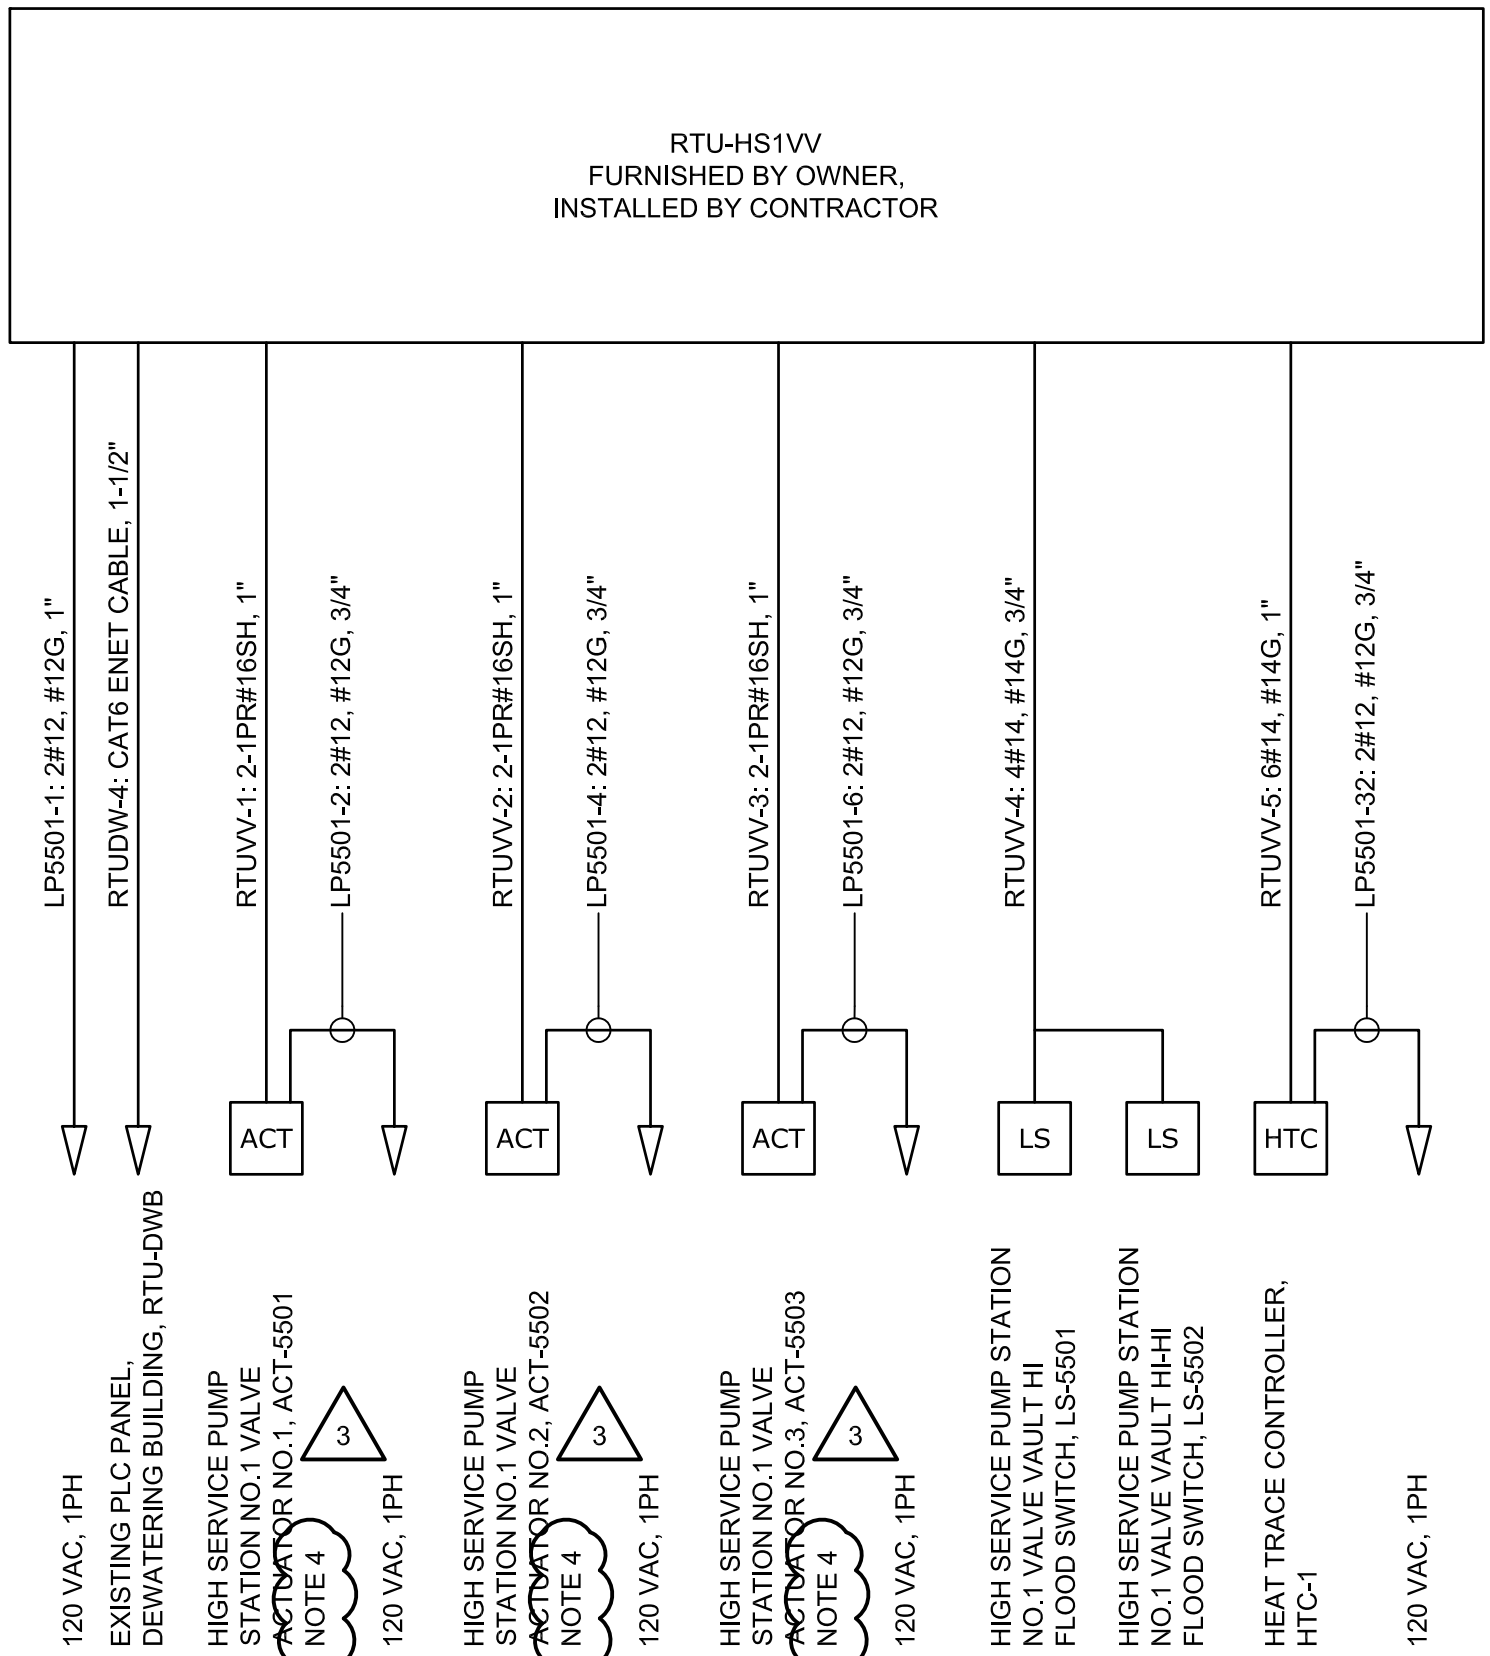 RTU-HS1VV
FURNISHED BY OWNER,
INSTALLED BY CONTRACTOR
LP5501-1: 2#12, #12G, 1"
RTUDW-4: CAT6 ENET CABLE, 1-1/2"
RTUVV-1: 2-1PR#16SH, 1"
LP5501-2: 2#12, #12G, 3/4"
RTUVV-2: 2-1PR#16SH, 1"
LP5501-4: 2#12, #12G, 3/4"
RTUVV-3: 2-1PR#16SH, 1"
LP5501-6: 2#12, #12G, 3/4"
RTUVV-4: 4#14, #14G, 3/4"
RTUVV-5: 6#14, #14G, 1"
LP5501-32: 2#12, #12G, 3/4"
ACT
ACT
ACT
LS
LS
HTC
120 VAC, 1PH
EXISTING PLC PANEL,
DEWATERING BUILDING, RTU-DWB
HIGH SERVICE PUMP
STATION NO.1 VALVE
ACTUATOR NO.1, ACT-5501
NOTE 4
3
120 VAC, 1PH
HIGH SERVICE PUMP
STATION NO.1 VALVE
ACTUATOR NO.2, ACT-5502
NOTE 4
3
120 VAC, 1PH
HIGH SERVICE PUMP
STATION NO.1 VALVE
ACTUATOR NO.3, ACT-5503
NOTE 4
3
120 VAC, 1PH
HIGH SERVICE PUMP STATION
NO.1 VALVE VAULT HI
FLOOD SWITCH, LS-5501
HIGH SERVICE PUMP STATION
NO.1 VALVE VAULT HI-HI
FLOOD SWITCH, LS-5502
HEAT TRACE CONTROLLER,
HTC-1
120 VAC, 1PH